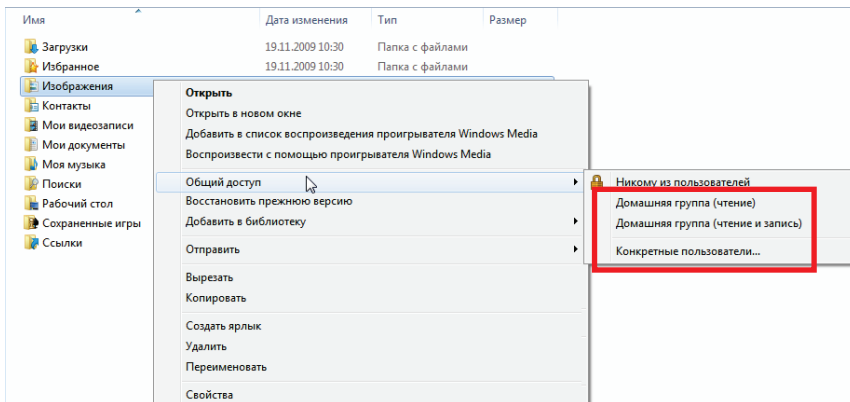 Имя Дата изменения Тип Размер
Загрузки 19.11.2009 10:30 Папка с файлами
Избранное 19.11.2009 10:30 Папка с файлами
Изображения
Контакты
Мои видеозаписи
Мои документы
Моя музыка
Поиски
Рабочий стол
Сохраненные игры
Ссылки
Открыть
Открыть в новом окне
Добавить в список воспроизведения проигрывателя Windows Media
Воспроизвести с помощью проигрывателя Windows Media
Общий доступ
Восстановить прежнюю версию
Добавить в библиотеку
Отправить
Вырезать
Копировать
Создать ярлык
Удалить
Переименовать
Свойства
Никому из пользователей
Домашняя группа (чтение)
Домашняя группа (чтение и запись)
Конкретные пользователи...